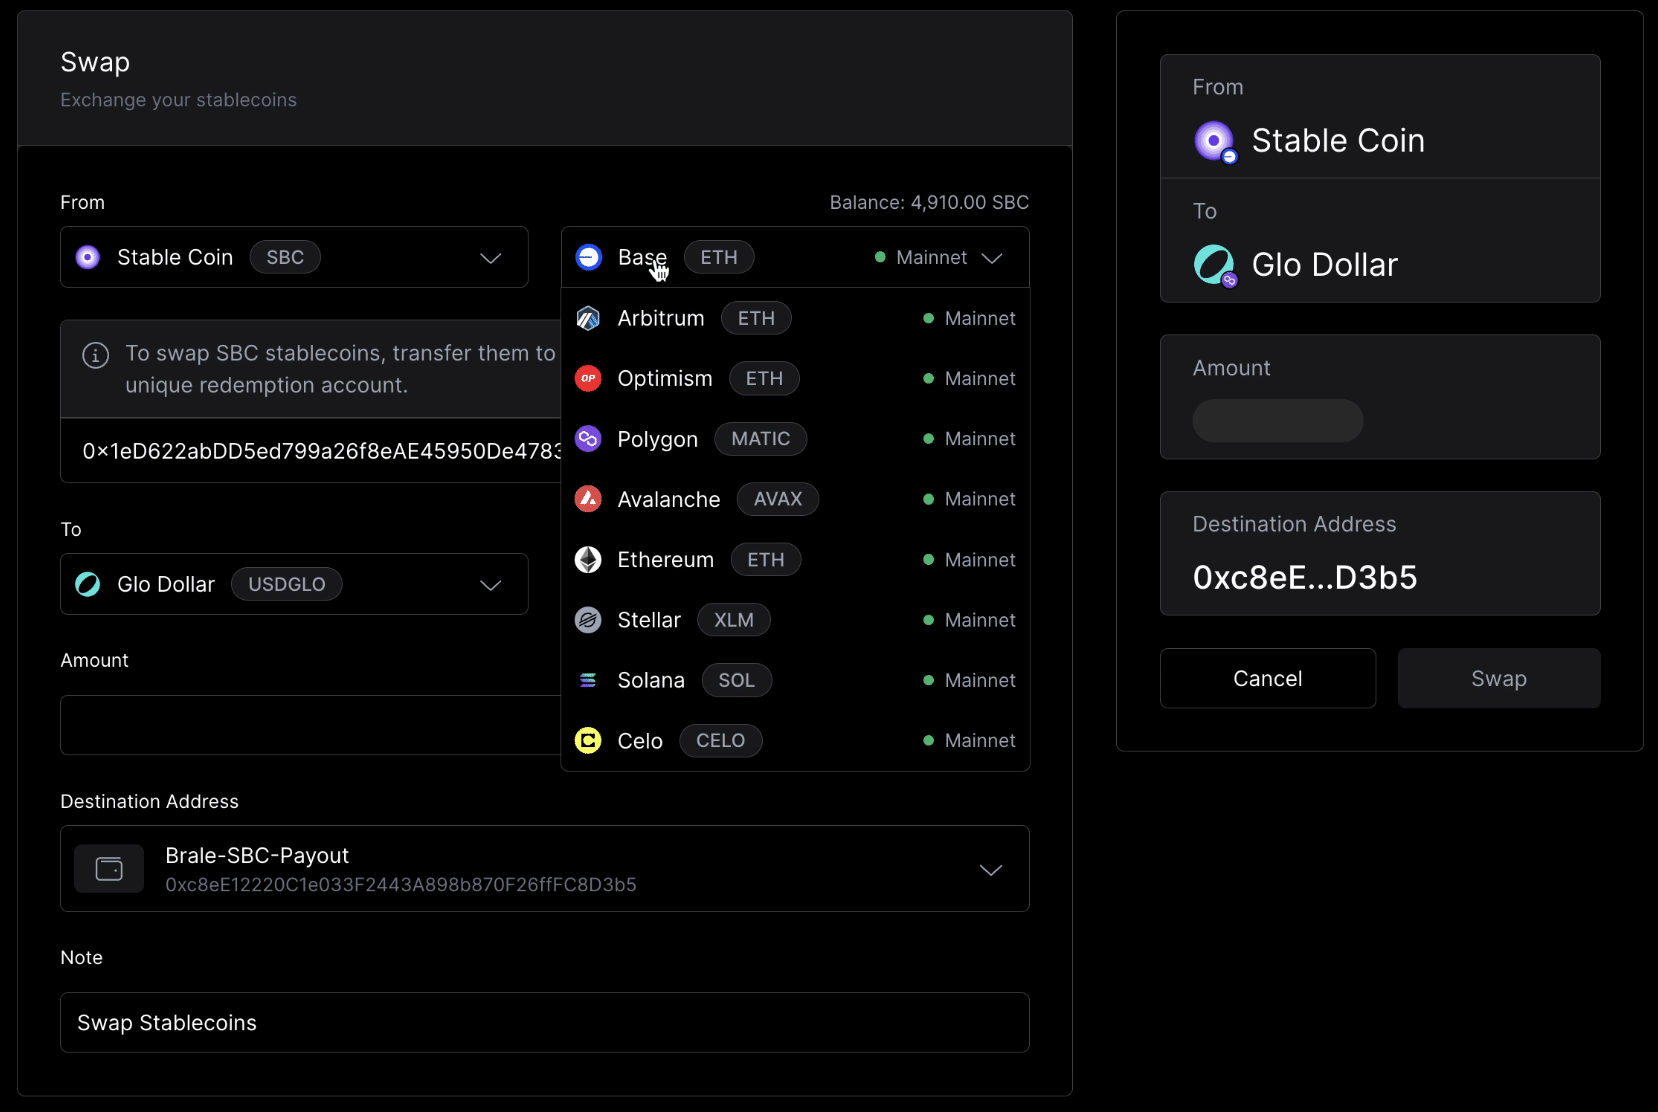 Swap
Exchange your stablecoins
From
Balance: 4,910.00 SBC
Stable Coin SBC
Base ETH Mainnet
Arbitrum ETH Mainnet
Optimism ETH Mainnet
Polygon MATIC Mainnet
Avalanche AVAX Mainnet
Ethereum ETH Mainnet
Stellar XLM Mainnet
Solana SOL Mainnet
Celo CELO Mainnet
To swap SBC stablecoins, transfer them to
unique redemption account.
0x1eD622abDD5ed799a26f8eAE45950De4783
To
Glo Dollar USDGLO
Amount
Destination Address
Brale-SBC-Payout
0xc8eE12220C1e033F2443A898b870F26ffFC8D3b5
Note
Swap Stablecoins
From
Stable Coin
To
Glo Dollar
Amount
Destination Address
0xc8eE...D3b5
Cancel
Swap